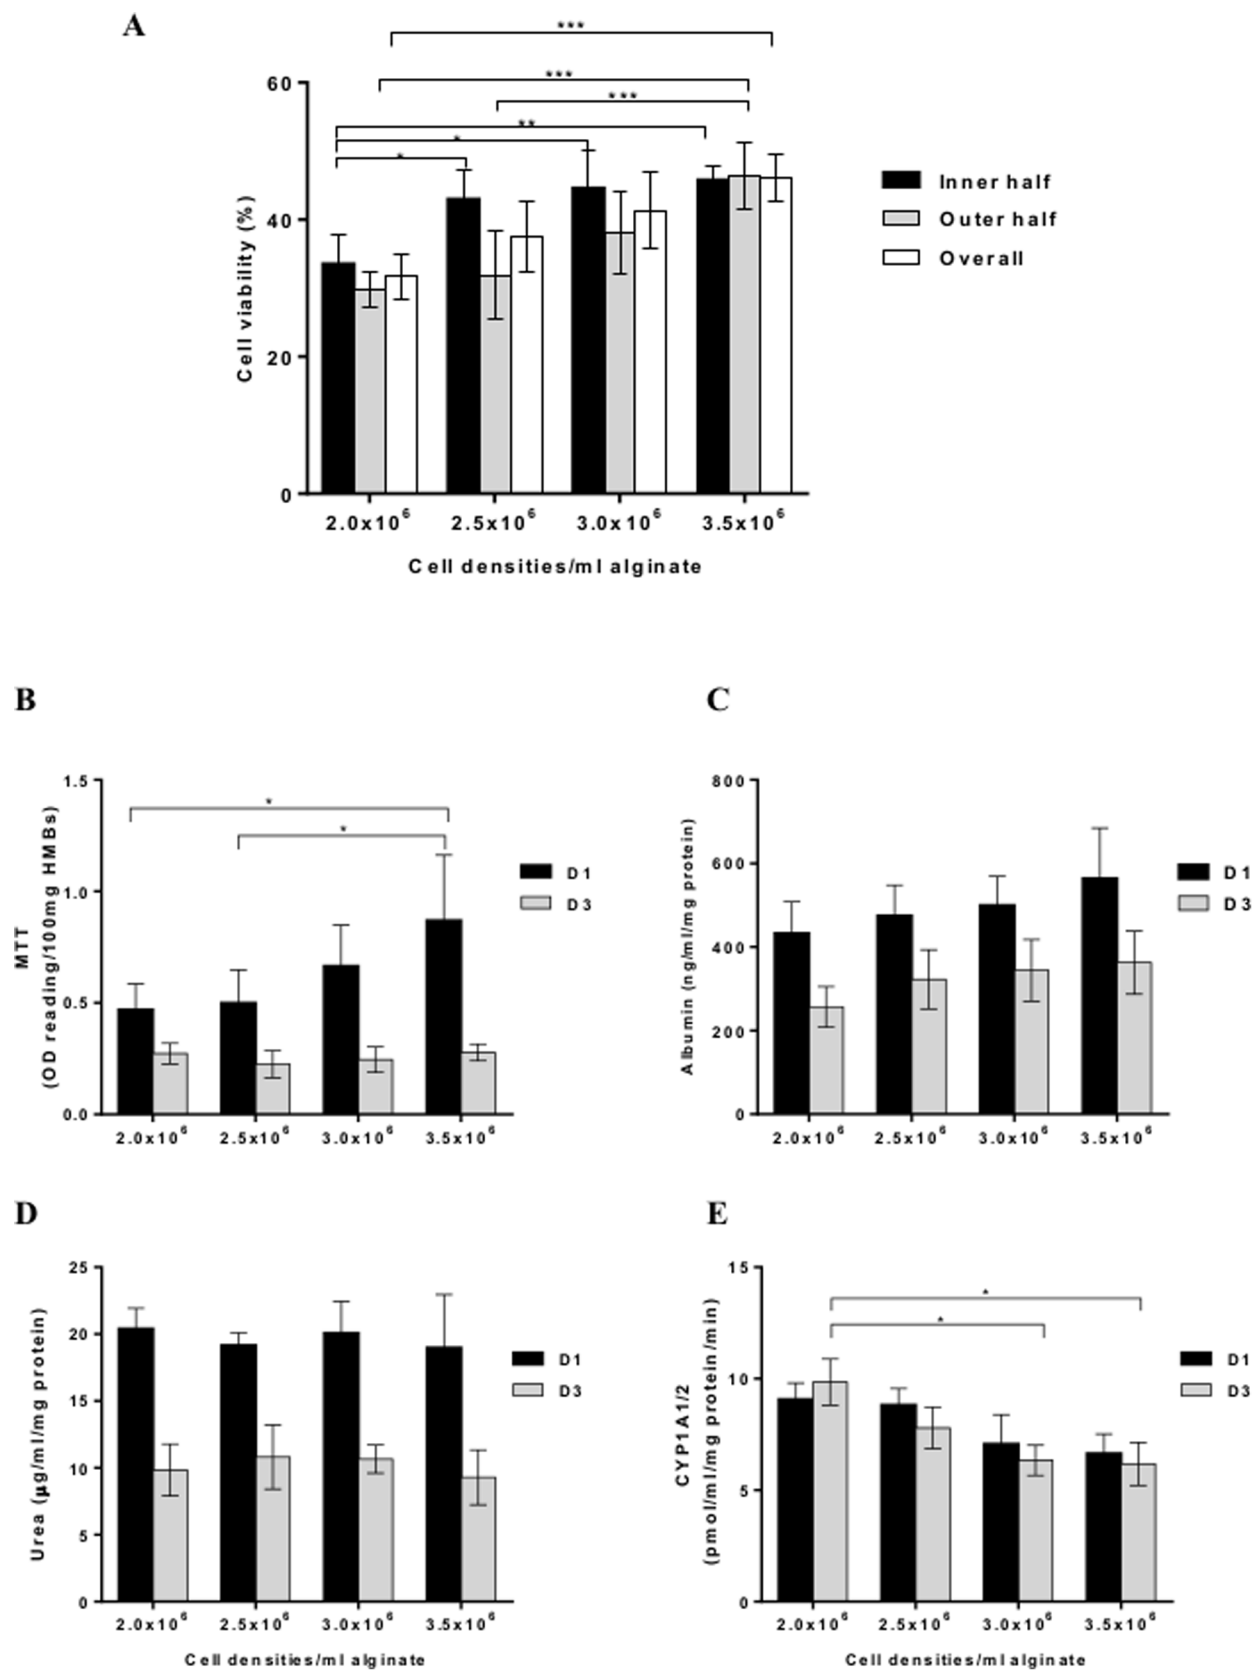 A
***
***
***
**
*
*
60
40
20
0
Cell viability (%)
Inner half
Outer half
Overall
2.0x10⁶ 2.5x10⁶ 3.0x10⁶ 3.5x10⁶
Cell densities/ml alginate
B
*
*
1.5
1.0
0.5
0.0
MTT
(OD reading/100mg HMBs)
D1
D3
2.0x10⁶ 2.5x10⁶ 3.0x10⁶ 3.5x10⁶
C
800
600
400
200
0
Albumin (ng/ml/mg protein)
D1
D3
2.0x10⁶ 2.5x10⁶ 3.0x10⁶ 3.5x10⁶
D
25
20
15
10
5
0
Urea (µg/ml/mg protein)
D1
D3
2.0x10⁶ 2.5x10⁶ 3.0x10⁶ 3.5x10⁶
Cell densities/ml alginate
E
*
*
15
10
5
0
CYP1A1/2
(pmol/ml/mg protein/min)
D1
D3
2.0x10⁶ 2.5x10⁶ 3.0x10⁶ 3.5x10⁶
Cell densities/ml alginate